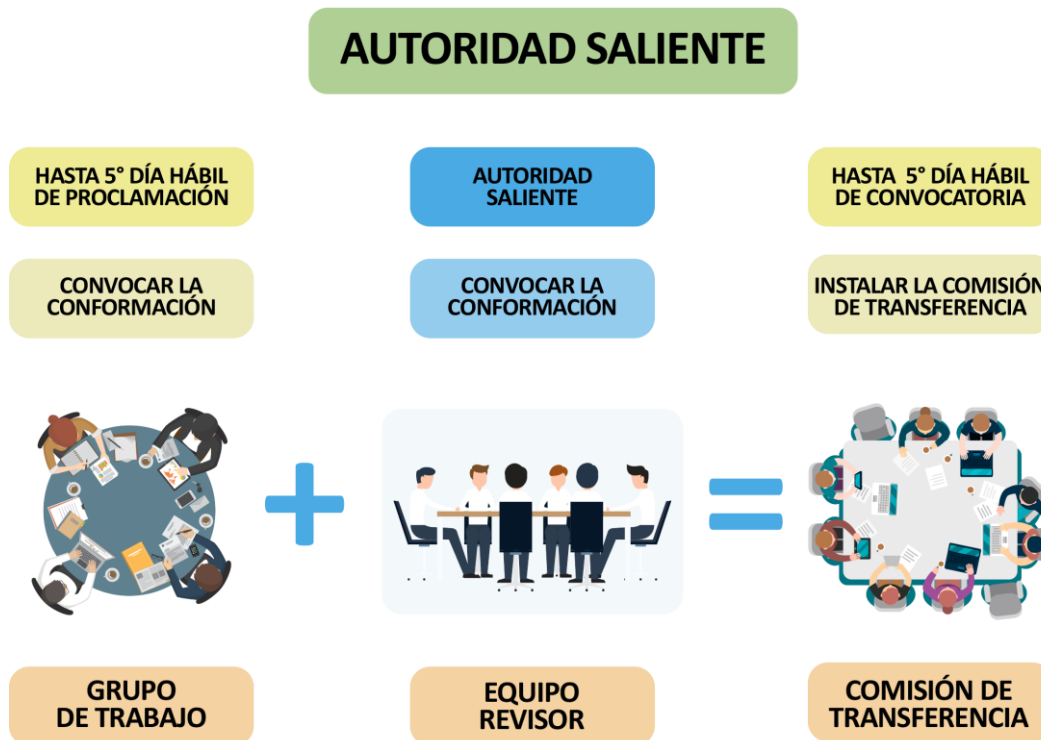 AUTORIDAD SALIENTE
HASTA 5° DÍA HÁBIL
DE PROCLAMACIÓN
AUTORIDAD
SALIENTE
HASTA 5° DÍA HÁBIL
DE CONVOCATORIA
CONVOCAR LA
CONFORMACIÓN
CONVOCAR LA
CONFORMACIÓN
INSTALAR LA COMISIÓN
DE TRANSFERENCIA
+
=
GRUPO
DE TRABAJO
EQUIPO
REVISOR
COMISIÓN DE
TRANSFERENCIA